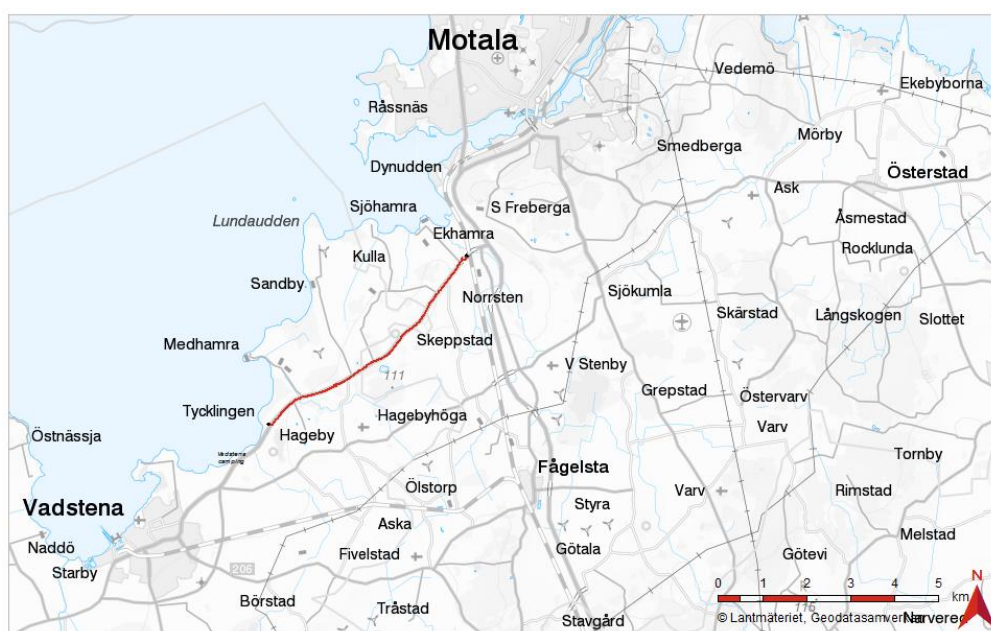 Motala
Vedemö
Ekebyborna
Råssnäs
Mörby
Smedberga
Dynudden
Österstad
Ask
Sjöhamra
S Freberga
Åsmestad
Lundaudden
Ekhamra
Rocklunda
Kulla
Sandby
Norrsten
Sjökumla
Skärstad
Långskogen
Slottet
Skeppstad
Medhamra
V Stenby
111
Grepstad
Östervarv
Tycklingen
Hagebyhöga
Varv
Östnässja
Hageby
Vadstena
camping
Tornby
Fågelsta
Ölstorp
Varv
Rimstad
Vadstena
Styra
Aska
Melstad
Naddö
Götala
Fivelstad
Götevi
Starby
206
Börstad
Tråstad
Stavgård
0 1 2 3 4 5
km
N
116
© Lantmäteriet, Geodatasamverkan